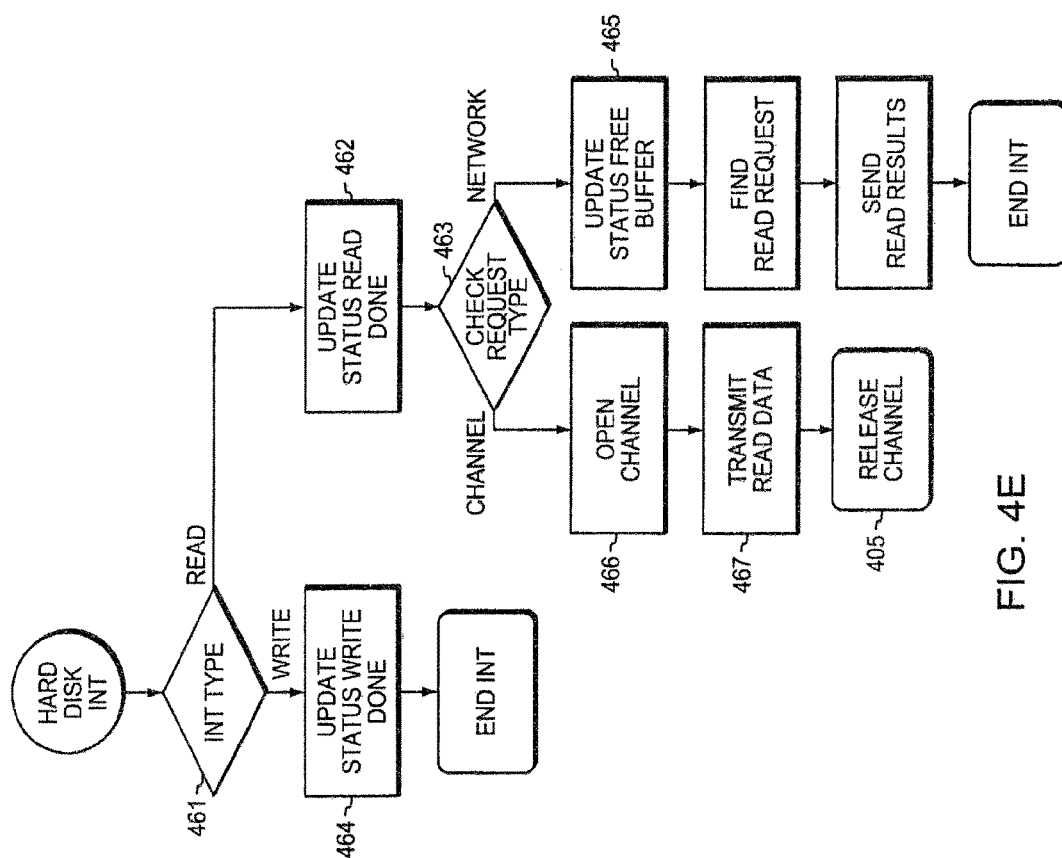 HARD
DISK
INT
461
INT TYPE
READ
WRITE
464
UPDATE
STATUS WRITE
DONE
END INT
462
UPDATE
STATUS READ
DONE
463
CHECK
REQUEST
TYPE
CHANNEL
NETWORK
466
OPEN
CHANNEL
467
TRANSMIT
READ DATA
RELEASE
CHANNEL
405
465
UPDATE
STATUS FREE
BUFFER
FIND
READ REQUEST
SEND
READ RESULTS
END INT
FIG. 4E